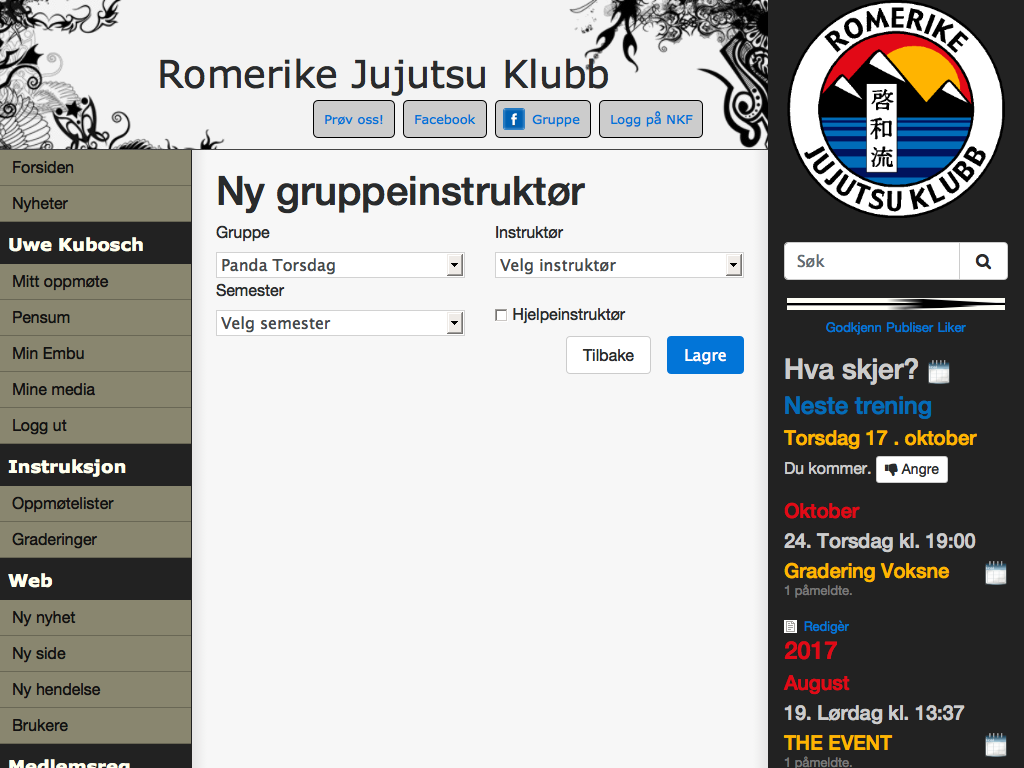 Romerike Jujutsu Klubb
Prøv oss!
Facebook
Gruppe
Logg på NKF
Forsiden
Nyheter
Uwe Kubosch
Mitt oppmøte
Pensum
Min Embu
Mine media
Logg ut
Instruksjon
Oppmøtelister
Graderinger
Web
Ny nyhet
Ny side
Ny hendelse
Brukere
Medlemsreg
Ny gruppeinstruktør
Gruppe
Instruktør
Panda Torsdag
Velg instruktør
Semester
Velg semester
Hjelpeinstruktør
Tilbake
Lagre
ROMERIKE
啓和流
JUJUTSU KLUBB
Søk
Godkjenn Publiser Liker
Hva skjer?
Neste trening
Torsdag 17 . oktober
Du kommer.
Angre
Oktober
24. Torsdag kl. 19:00
Gradering Voksne
1 påmeldte.
Redigèr
2017
August
19. Lørdag kl. 13:37
THE EVENT
1 påmeldte.